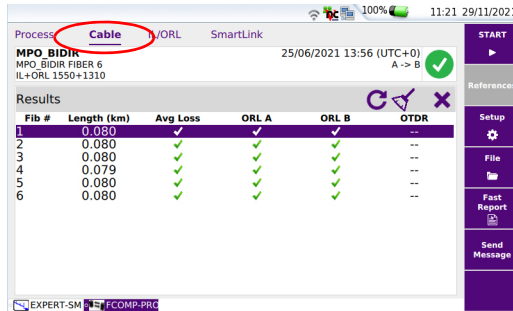 100% 11:21 29/11/2021
Process Cable IL/ORL SmartLink
START
MPO_BIDIR 25/06/2021 13:56 (UTC+0)
MPO_BIDIR FIBER 6 A -> B
IL+ORL 1550+1310
References
Results
Fib # Length (km) Avg Loss ORL A ORL B OTDR
1 0.080 --
2 0.080 --
3 0.080 --
4 0.079 --
5 0.080 --
6 0.080 --
Setup
File
Fast
Report
Send
Message
EXPERT-SM FCOMP-PRO